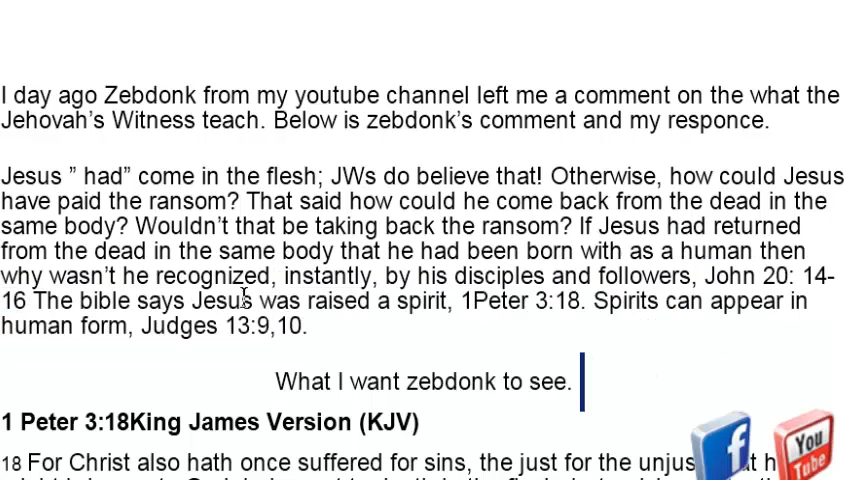 I day ago Zebdonk from my youtube channel left me a comment on the what the
Jehovah's Witness teach. Below is zebdonk's comment and my responce.
Jesus ” had” come in the flesh; JWs do believe that! Otherwise, how could Jesus
have paid the ransom? That said how could he come back from the dead in the
same body? Wouldn't that be taking back the ransom? If Jesus had returned
from the dead in the same body that he had been born with as a human then
why wasn't he recognized, instantly, by his disciples and followers, John 20: 14-
16 The bible says Jesus was raised a spirit, 1Peter 3:18. Spirits can appear in
human form, Judges 13:9,10.
What I want zebdonk to see.
1 Peter 3:18King James Version (KJV)
18 For Christ also hath once suffered for sins, the just for the
You
Tube